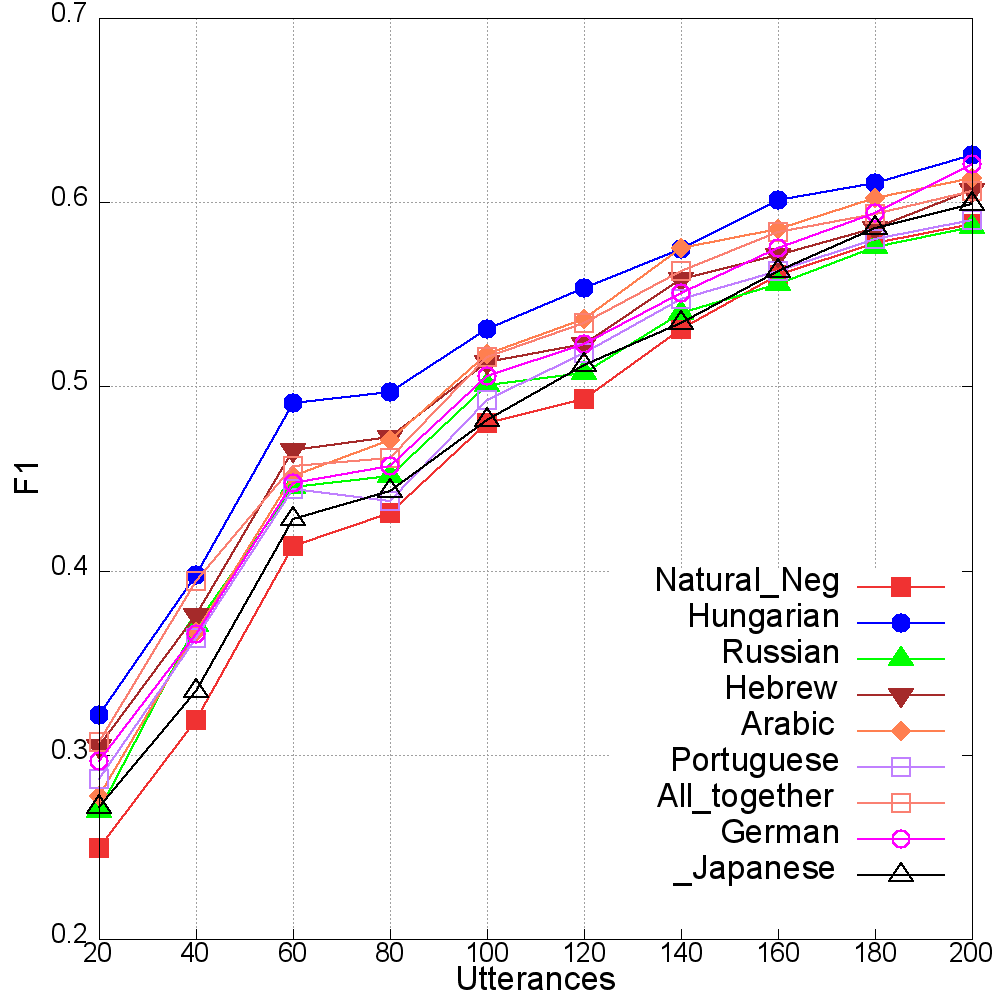 0.7
0.6
0.5
0.4
0.3
0.2
F1
Natural_Neg
Hungarian
Russian
Hebrew
Arabic
Portuguese
All_together
German
_Japanese
20 40 60 80 100 120 140 160 180 200
Utterances